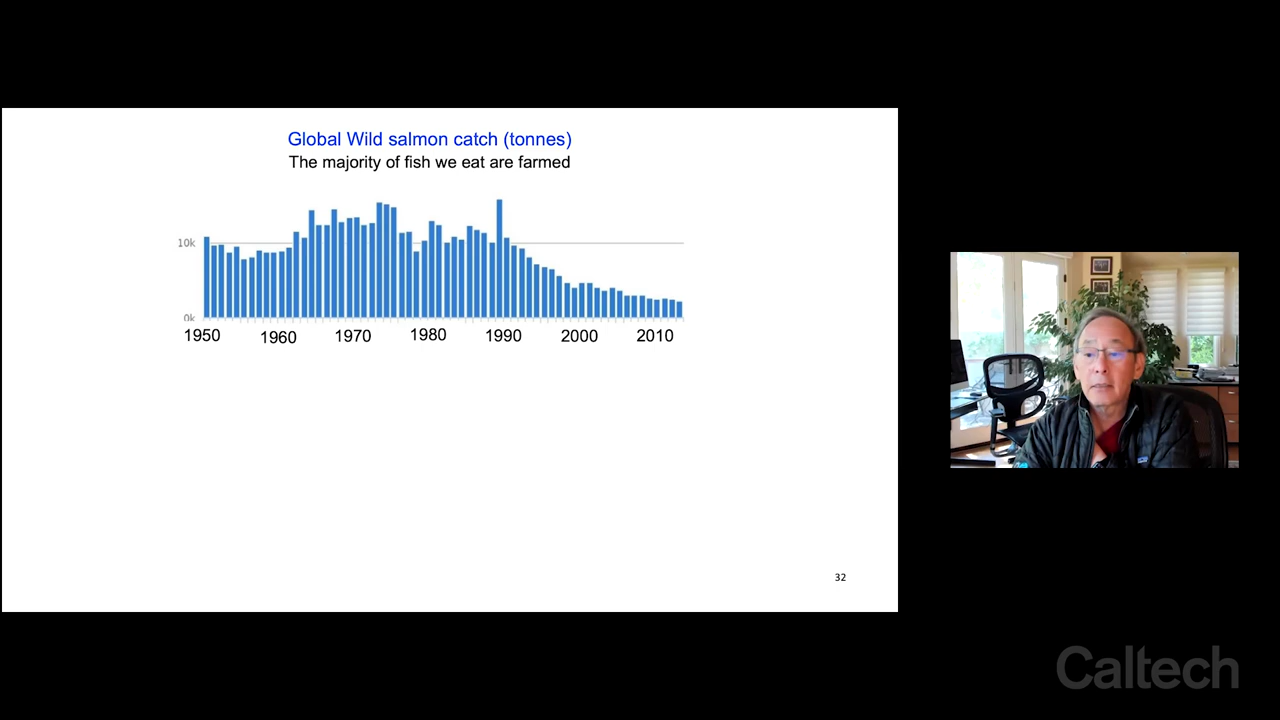 Global Wild salmon catch (tonnes)
The majority of fish we eat are farmed
10k
0k
1950 1960 1970 1980 1990 2000 2010
32
Caltech